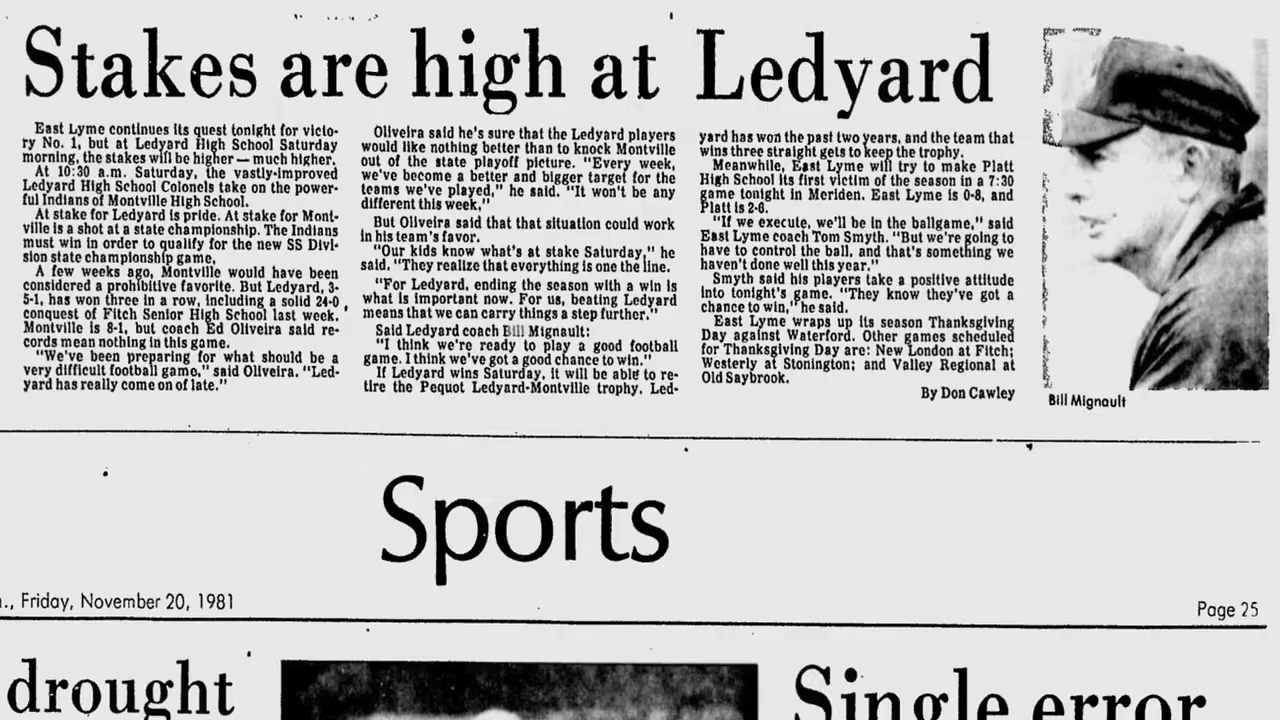 Stakes are high at Ledyard
East Lyme continues its quest tonight for victo-
ry No. 1, but at Ledyard High School Saturday
morning, the stakes will be higher — much higher.
At 10:30 a.m. Saturday, the vastly-improved
Ledyard High School Colonels take on the power-
ful Indians of Montville High School.
At stake for Ledyard is pride. At stake for Mont-
ville is a shot at a state championship. The Indians
must win in order to qualify for the new SS Divi-
sion state championship game,
A few weeks ago, Montville would have been
considered a prohibitive favorite. But Ledyard, 3-
5-1, has won three in a row, including a solid 24-0
conquest of Fitch Senior High School last week.
Montville is 8-1, but coach Ed Oliveira said re-
cords mean nothing in this game.
"We've been preparing for what should be a
very difficult football game," said Oliveira. "Led-
yard has really come on of late."
Oliveira said he's sure that the Ledyard players
would like nothing better than to knock Montville
out of the state playoff picture. "Every week,
we've become a better and bigger target for the
teams we've played," he said. "It won't be any
different this week,"
But Oliveira said that that situation could work
in his team's favor.
"Our kids know what's at stake Saturday," he
said. "They realize that everything is one the line.
"For Ledyard, ending the season with a win is
what is important now. For us, beating Ledyard
means that we can carry things a step further."
Said Ledyard coach Bill Mignault:
"I think we're ready to play a good football
game. I think we've got a good chance to win."
If Ledyard wins Saturday, it will be able to re-
tire the Pequot Ledyard-Montville trophy. Led-
yard has won the past two years, and the team that
wins three straight gets to keep the trophy.
Meanwhile, East Lyme will try to make Platt
High School its first victim of the season in a 7:30
game tonight in Meriden. East Lyme is 0-8, and
Platt is 2-6.
"If we execute, we'll be in the ballgame," said
East Lyme coach Tom Smyth. "But we're going to
have to control the ball, and that's something we
haven't done well this year."
Smyth said his players take a positive attitude
into tonight's game. "They know they've got a
chance to win," he said.
East Lyme wraps up its season Thanksgiving
Day against Waterford. Other games scheduled
for Thanksgiving Day are: New London at Fitch;
Westerly at Stonington; and Valley Regional at
Old Saybrook.
By Don Cawley
Bill Mignault
Sports
., Friday, November 20, 1981
Page 25
drought
Single error